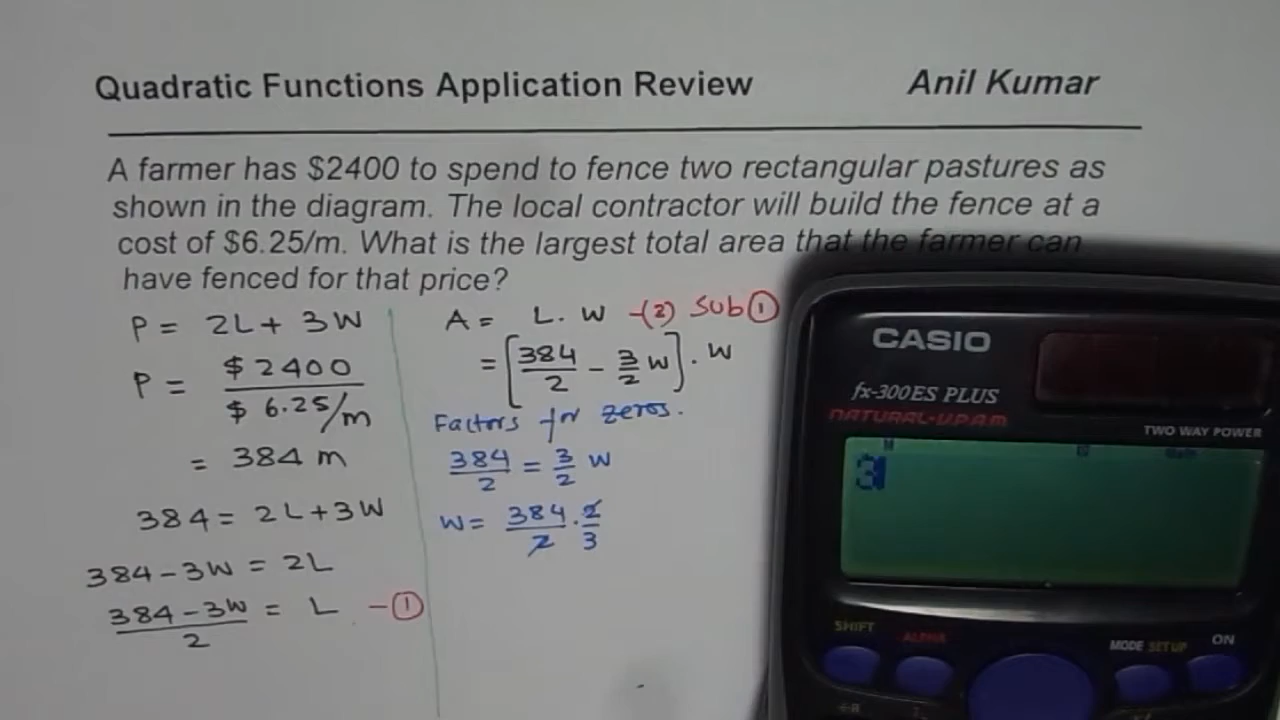 Quadratic Functions Application Review Anil Kumar
A farmer has $2400 to spend to fence two rectangular pastures as
shown in the diagram. The local contractor will build the fence at a
cost of $6.25/m. What is the largest total area that the farmer can
have fenced for that price?
P = 2L + 3W
P = $2400 / $6.25/m
= 384 m
384 = 2L+3W
384-3W = 2L
384-3W / 2 = L -①
A = L. W -(2) Sub ①
= [384/2 - 3/2 W] . W
Factors for zeros.
384/2 = 3/2 W
W = 384/2 . 2/3
CASIO
fx-300ES PLUS
NATURAL-V.P.A.M.
TWO WAY POWER
3
SHIFT
ALPHA
MODE SETUP
ON